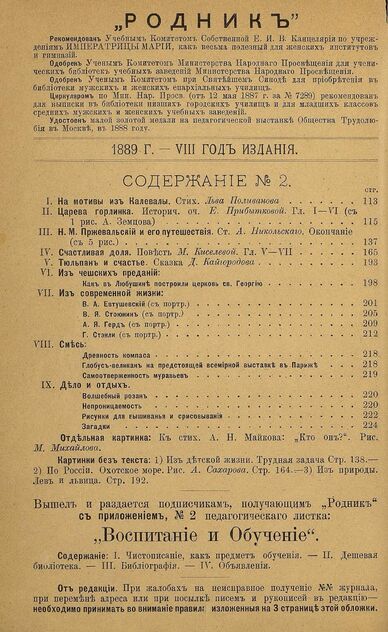 „РОДНИКЪ"
Рекомендованъ Учебнымъ Комитетомъ Собственной Е. И. В. Канцеляріи по учреж-
деніямъ ИМПЕРАТРИЦЫ МАРІИ, какъ весьма полезный для женскихъ институтовъ
и гимназій.
Одобренъ Ученымъ Комитетомъ Министерства Народнаго Просвѣщенія для учени-
ческихъ библіотекъ учебныхъ заведеній Министерства Народнаго Просвѣщенія.
Одобренъ Учебнымъ Комитетомъ при Святѣйшемъ Синодѣ для пріобрѣтенія въ
библіотеки мужскихъ и женскихъ епархіальныхъ училищъ.
Циркуляромъ по Мин. Нар. Просв. (отъ 12 мая 1887 г. за № 7289) рекомендованъ
для выписки въ библіотеки низшихъ городскихъ училищъ и для младшихъ классовъ
среднихъ мужскихъ и женскихъ учебныхъ заведеній.
Удостоенъ малой золотой медали на педагогической выставкѣ Общества Трудолю-
бія въ Москвѣ, въ 1888 году.
1889 Г. — VIII ГОДЪ ИЗДАНІЯ.
СОДЕРЖАНІЕ № 2.
СТР.
I. На мотивы изъ Калевалы. Стих. Льва Поливанова 113
II. Царева горлинка. Историч. оч. Е. Прибытковой. Гл. I—VI (съ
1 рис. А. Земцова) 115
III. Н. М. Пржевальскій и его путешествія. Ст. А. Никольскаго. Окончаніе
(съ 5 рис.) 137
IV. Счастливая доля. Повѣсть М. Киселевой. Гл. V—VII 165
V. Тюльпанъ и счастье. Сказка Д. Кайгородова 193
VI. Изъ чешскихъ преданій:
Какъ въ Любушинѣ построили церковь св. Георгію 198
VII. Изъ современной жизни:
В. А. Евтушевскій (съ портр.) 201
В. Я. Стоюнинъ (съ портр.) 205
А. Я. Гердъ (съ портр.) 209
Г. Стэнли (съ портр.) 212
VIII. Смѣсь:
Древность компаса 218
Глобусъ-великанъ на предстоящей всемірной выставкѣ въ Парижѣ 218
Самоотверженность муравьевъ 219
IX. Дѣло и отдыхъ.
Волшебный розанъ 220
Непроницаемость 220
Рисунки для вышиванья и срисовыванія 222
Загадки 224
Отдѣльная картинка: Къ стих. А. Н. Майкова: „Кто онъ?". Рис.
М. Михайлова.
Картинки безъ текста: 1) Изъ дѣтской жизни. Трудная задача Стр. 138.—
2) По Россіи. Охотское море. Рис. А. Сахарова. Стр. 164.—3) Изъ природы.
Левъ и львица. Стр. 192.
Вышелъ и раздается подписчикамъ, получающимъ „Родникъ"
съ приложеніемъ, № 2 педагогическаго листка:
„Воспитаніе и Обученіе".
Содержаніе: I. Чистописаніе, какъ предметъ обученія. — II. Дешевая
библіотека. — III. Библіографія. — IV. Объявленія.
Отъ редакціи. При жалобахъ на неисправное полученіе №№ журнала,
при перемѣнѣ адреса или при посылкѣ писемъ и рукописей въ редакцію—
необходимо принимать во вниманіе правила, изложенныя на 3 страницѣ этой обложки.